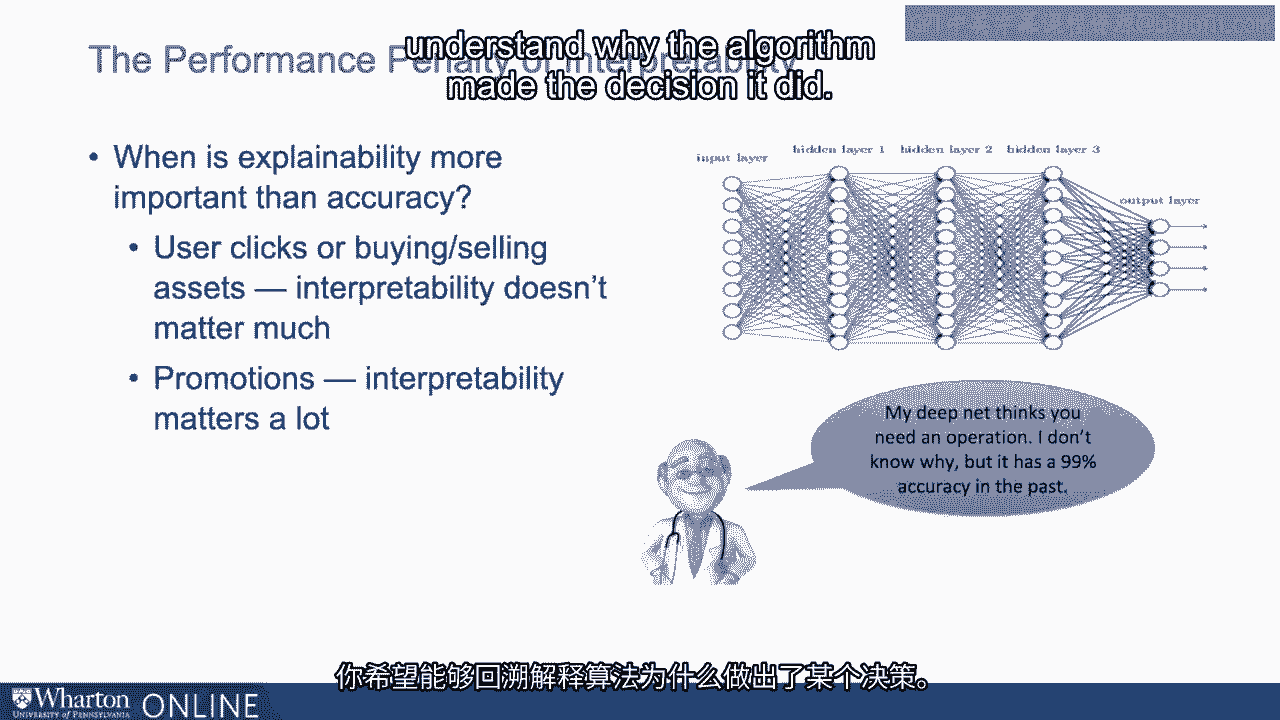 The Performance Penalty of Interpretability
understand why the algorithm
made the decision it did.
• When is explainability more
important than accuracy?
• User clicks or buying/selling
assets — interpretability doesn't
matter much
• Promotions — interpretability
matters a lot
input layer
hidden layer 1
hidden layer 2
hidden layer 3
output layer
My deep net thinks you
need an operation. I don't
know why, but it has a 99%
accuracy in the past.
你希望能够回溯解释算法为什么做出了某个决策。
Wharton
UNIVERSITY of PENNSYLVANIA
ONLINE